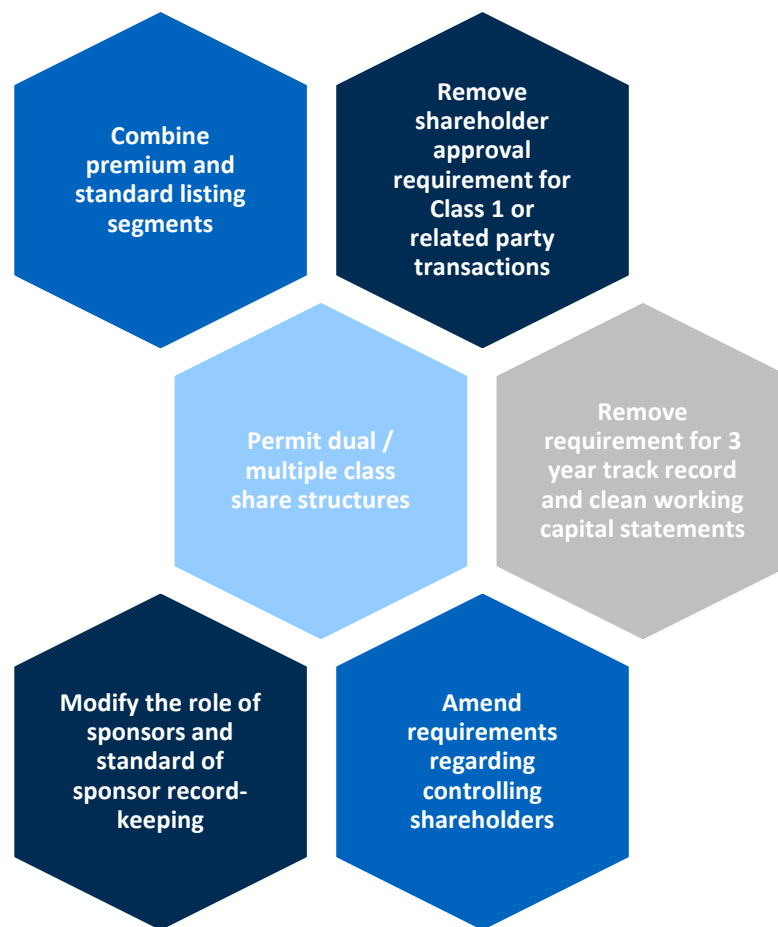 Combine
premium and
standard listing
segments
Remove
shareholder
approval
requirement for
Class 1 or
related party
transactions
Permit dual /
multiple class
share structures
Remove
requirement for 3
year track record
and clean working
capital statements
Modify the role of
sponsors and
standard of
sponsor record-
keeping
Amend
requirements
regarding
controlling
shareholders